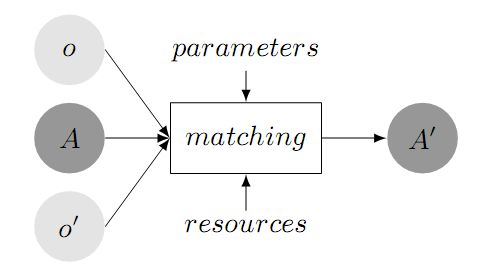 o
parameters
A
matching
A′
o′
resources